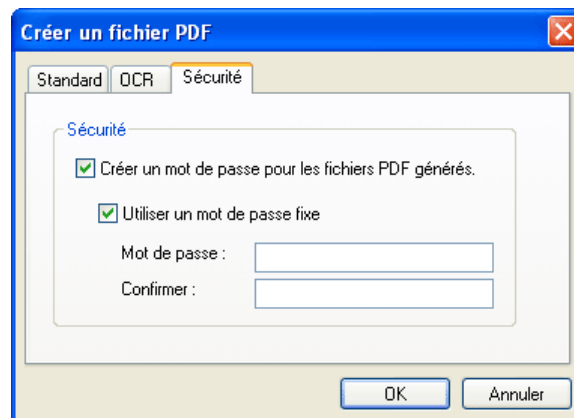 Créer un fichier PDF
Standard OCR Sécurité
Sécurité
Créer un mot de passe pour les fichiers PDF générés.
Utiliser un mot de passe fixe
Mot de passe :
Confirmer :
OK Annuler